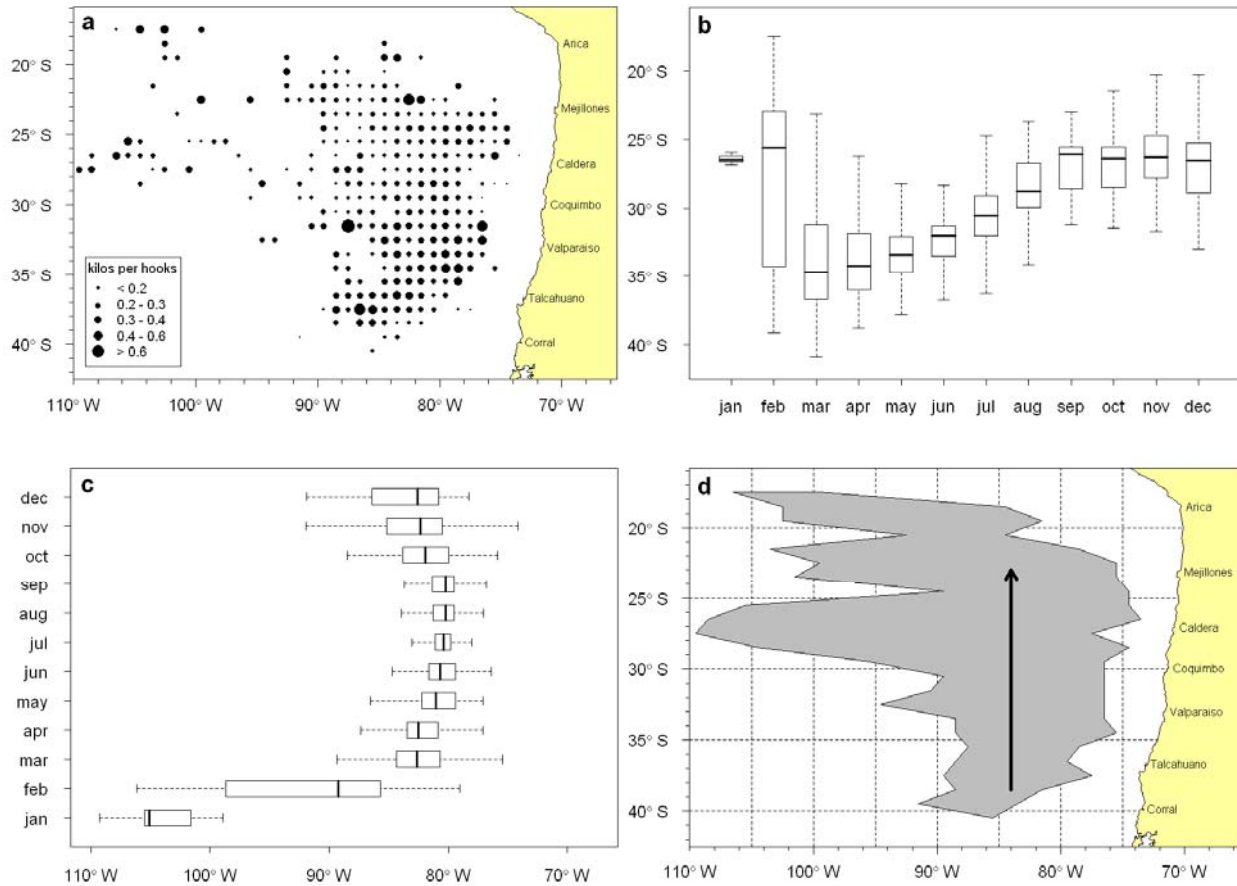 a
20° S
25° S
30° S
35° S
40° S
Arica
Mejillones
Caldera
Coquimbo
Valparaiso
Talcahuano
Corral
kilos per hooks
< 0.2
0.2 - 0.3
0.3 - 0.4
0.4 - 0.6
> 0.6
110° W 100° W 90° W 80° W 70° W
b
20° S
25° S
30° S
35° S
40° S
jan feb mar apr may jun jul aug sep oct nov dec
c
dec
nov
oct
sep
aug
jul
jun
may
apr
mar
feb
jan
110° W 100° W 90° W 80° W 70° W
d
20° S
25° S
30° S
35° S
40° S
Arica
Mejillones
Caldera
Coquimbo
Valparaiso
Talcahuano
Corral
110° W 100° W 90° W 80° W 70° W